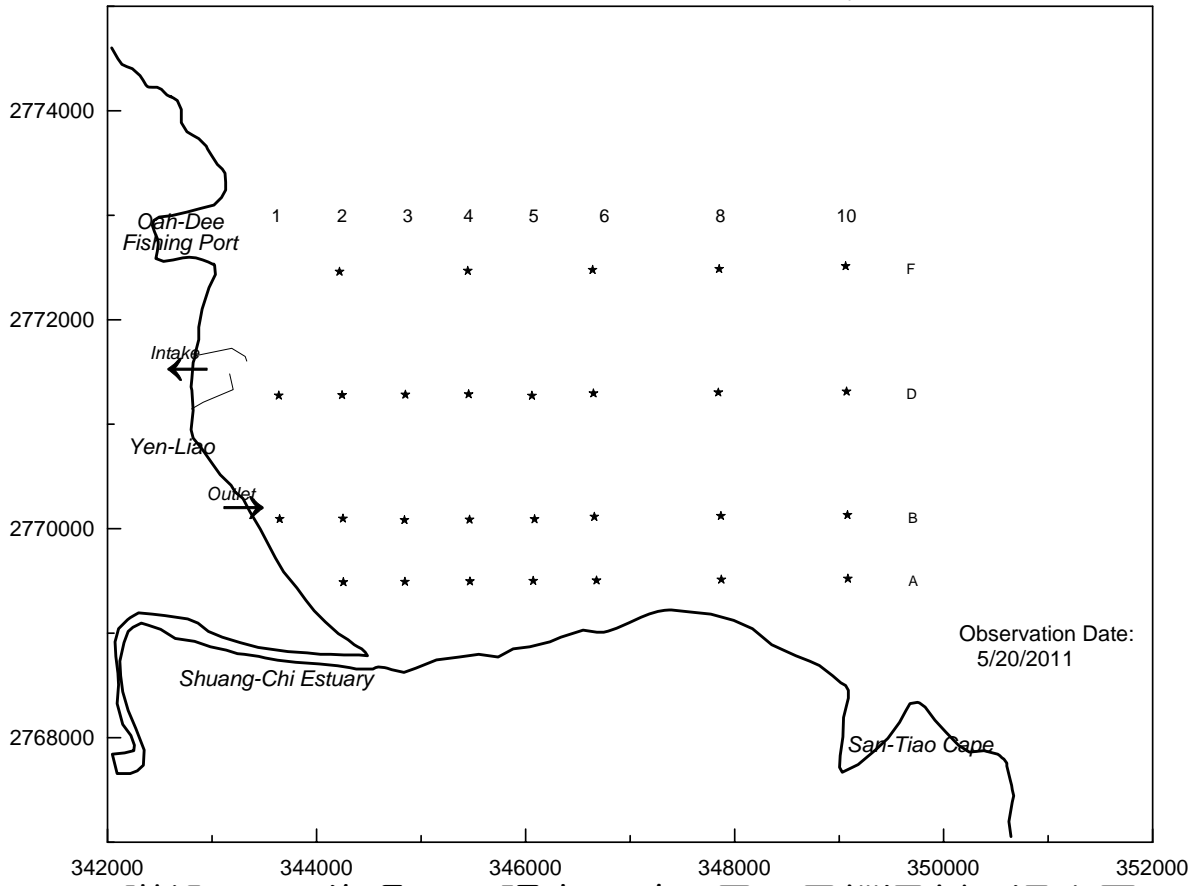 2774000
1 2 3 4 5 6 8 10
Oah-Dee
Fishing Port
F
2772000
Intake
D
Yen-Liao
Outlet
2770000
B
A
Observation Date:
5/20/2011
Shuang-Chi Estuary
2768000
San-Tiao Cape
342000 344000 346000 348000 350000 352000